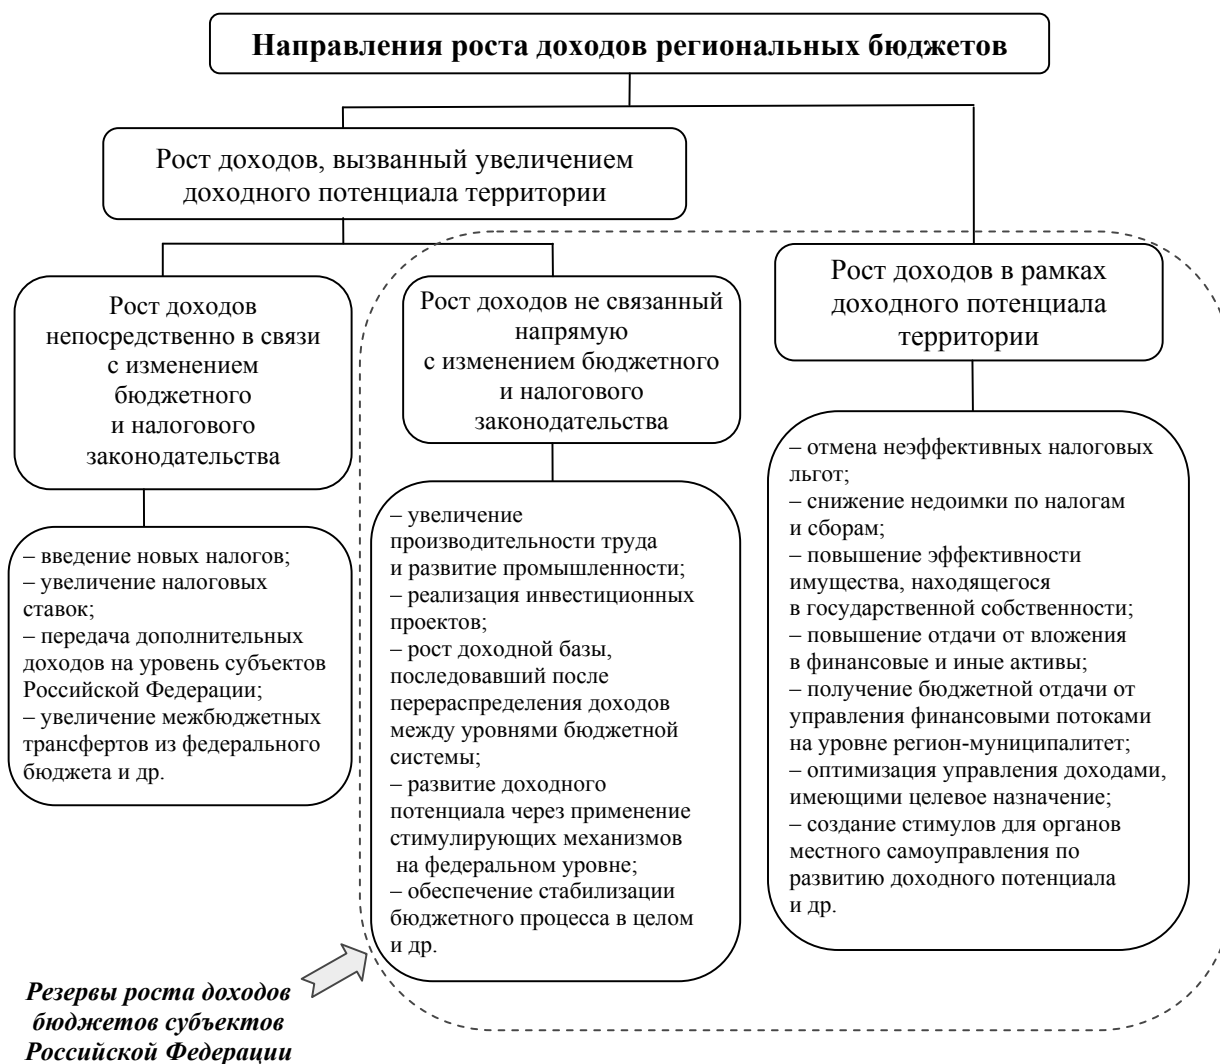 Направления роста доходов региональных бюджетов
Рост доходов, вызванный увеличением
доходного потенциала территории
Рост доходов
непосредственно в связи
с изменением
бюджетного
и налогового
законодательства
Рост доходов не связанный
напрямую
с изменением бюджетного
и налогового
законодательства
Рост доходов в рамках
доходного потенциала
территории
– введение новых налогов;
– увеличение налоговых
ставок;
– передача дополнительных
доходов на уровень субъектов
Российской Федерации;
– увеличение межбюджетных
трансфертов из федерального
бюджета и др.
– увеличение
производительности труда
и развитие промышленности;
– реализация инвестиционных
проектов;
– рост доходной базы,
последовавший после
перераспределения доходов
между уровнями бюджетной
системы;
– развитие доходного
потенциала через применение
стимулирующих механизмов
на федеральном уровне;
– обеспечение стабилизации
бюджетного процесса в целом
и др.
– отмена неэффективных налоговых
льгот;
– снижение недоимки по налогам
и сборам;
– повышение эффективности
имущества, находящегося
в государственной собственности;
– повышение отдачи от вложения
в финансовые и иные активы;
– получение бюджетной отдачи от
управления финансовыми потоками
на уровне регион-муниципалитет;
– оптимизация управления доходами,
имеющими целевое назначение;
– создание стимулов для органов
местного самоуправления по
развитию доходного потенциала
и др.
Резервы роста доходов
бюджетов субъектов
Российской Федерации